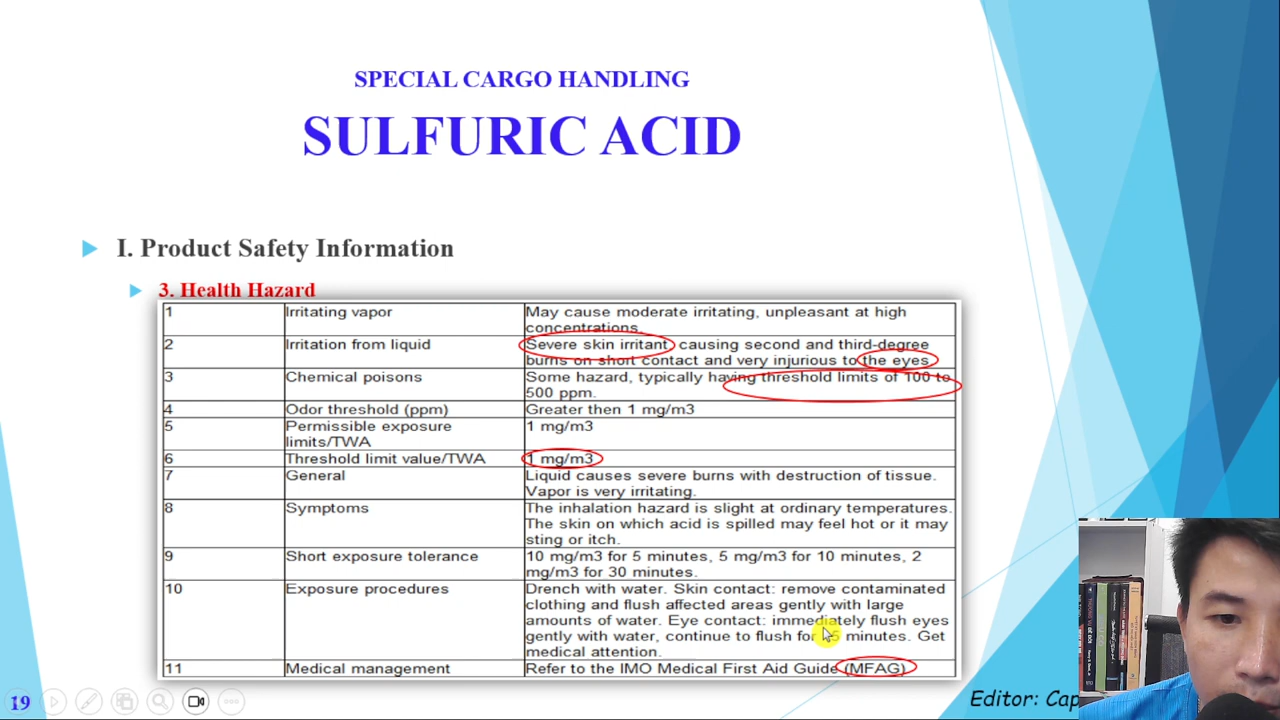 SPECIAL CARGO HANDLING
SULFURIC ACID
I. Product Safety Information
3. Health Hazard
1 Irritating vapor May cause moderate irritating, unpleasant at high
concentrations.
2 Irritation from liquid Severe skin irritant, causing second and third-degree
burns on short contact and very injurious to the eyes
3 Chemical poisons Some hazard, typically having threshold limits of 100 to
500 ppm.
4 Odor threshold (ppm) Greater then 1 mg/m3
5 Permissible exposure 1 mg/m3
limits/TWA
6 Threshold limit value/TWA 1 mg/m3
7 General Liquid causes severe burns with destruction of tissue.
Vapor is very irritating.
8 Symptoms The inhalation hazard is slight at ordinary temperatures.
The skin on which acid is spilled may feel hot or it may
sting or itch.
9 Short exposure tolerance 10 mg/m3 for 5 minutes, 5 mg/m3 for 10 minutes, 2
mg/m3 for 30 minutes.
10 Exposure procedures Drench with water. Skin contact: remove contaminated
clothing and flush affected areas gently with large
amounts of water. Eye contact: immediately flush eyes
gently with water, continue to flush for minutes. Get
medical attention.
11 Medical management Refer to the IMO Medical First Aid Guide (MFAG)
19
Editor: